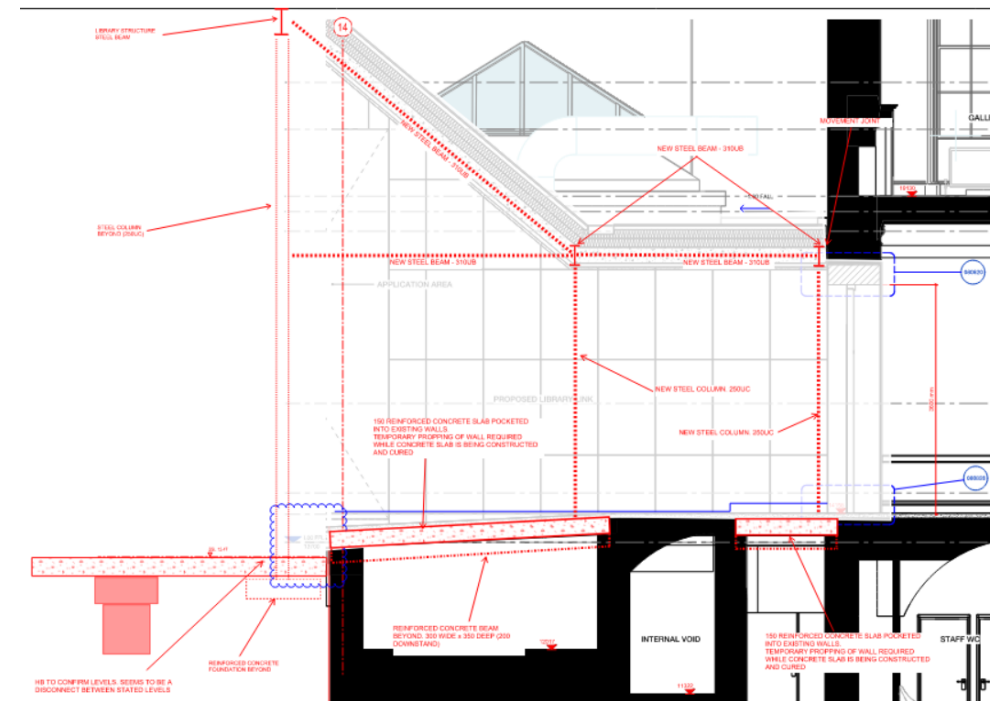 LIBRARY STRUCTURE
STEEL BEAM
14
NEW STEEL BEAM - 310UB
NEW STEEL BEAM - 310UB
MOVEMENT JOINT
STEEL COLUMN
BEYOND (250UC)
NEW STEEL BEAM - 310UB
NEW STEEL BEAM - 310UB
APPLICATION AREA
NEW STEEL COLUMN. 250UC
PROPOSED LIBRARY LINK
150 REINFORCED CONCRETE SLAB POCKETED
INTO EXISTING WALLS.
TEMPORARY PROPPING OF WALL REQUIRED
WHILE CONCRETE SLAB IS BEING CONSTRUCTED
AND CURED
NEW STEEL COLUMN. 250UC
REINFORCED CONCRETE BEAM
BEYOND. 300 WIDE x 350 DEEP (200
DOWNSTAND)
INTERNAL VOID
150 REINFORCED CONCRETE SLAB POCKETED
INTO EXISTING WALLS.
TEMPORARY PROPPING OF WALL REQUIRED
WHILE CONCRETE SLAB IS BEING CONSTRUCTED
AND CURED
STAFF WC
REINFORCED CONCRETE
FOUNDATION BEYOND
HB TO CONFIRM LEVELS. SEEMS TO BE A
DISCONNECT BETWEEN STATED LEVELS